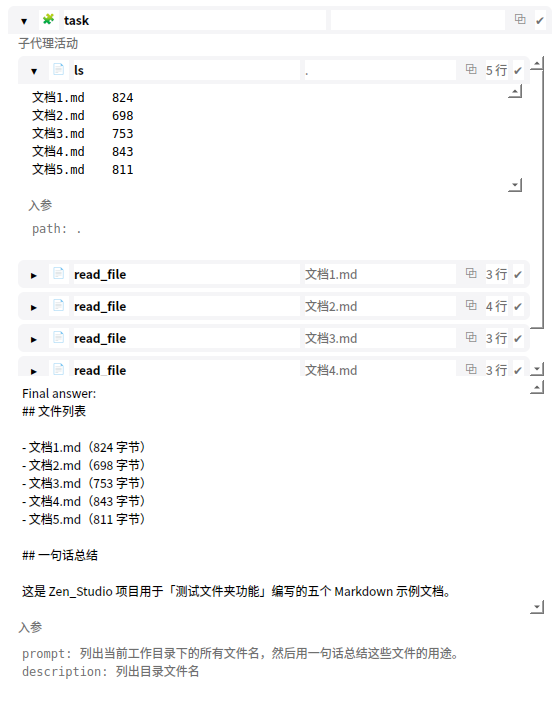 task
子代理活动
ls . 5 行
文档1.md 824
文档2.md 698
文档3.md 753
文档4.md 843
文档5.md 811
入参
path: .
read_file 文档1.md 3 行
read_file 文档2.md 4 行
read_file 文档3.md 3 行
read_file 文档4.md 3 行
Final answer:
## 文件列表
- 文档1.md（824 字节）
- 文档2.md（698 字节）
- 文档3.md（753 字节）
- 文档4.md（843 字节）
- 文档5.md（811 字节）
## 一句话总结
这是 Zen_Studio 项目用于「测试文件夹功能」编写的五个 Markdown 示例文档。
入参
prompt: 列出当前工作目录下的所有文件名，然后用一句话总结这些文件的用途。
description: 列出目录文件名